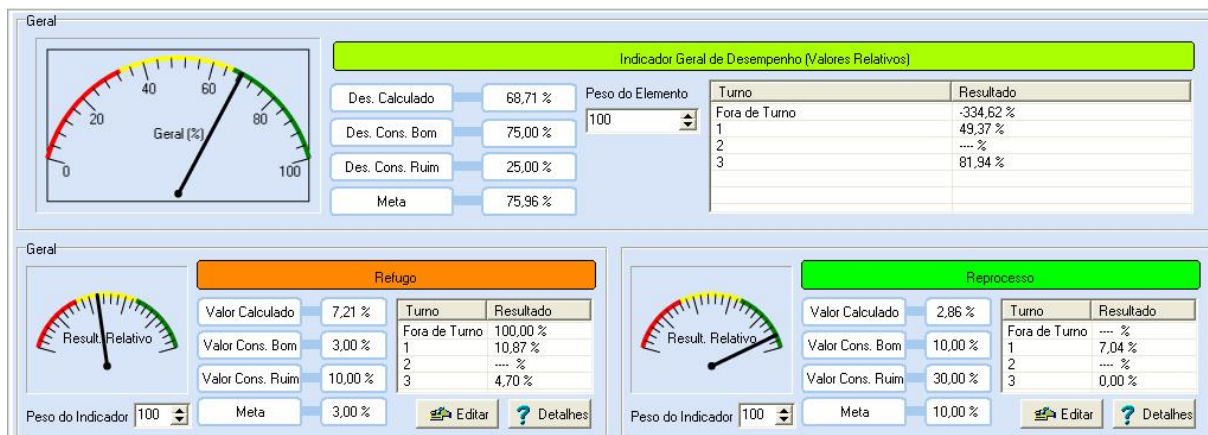 Geral
Indicador Geral de Desempenho (Valores Relativos)
0 20 40 60 80 100
Geral (%)
Des. Calculado 68,71 %
Des. Cons. Bom 75,00 %
Des. Cons. Ruim 25,00 %
Meta 75,96 %
Peso do Elemento
100
Turno Resultado
Fora de Turno -334,62 %
1 49,37 %
2 ---- %
3 81,94 %
Geral
Refugo
Result. Relativo
Peso do Indicador 100
Valor Calculado 7,21 %
Valor Cons. Bom 3,00 %
Valor Cons. Ruim 10,00 %
Meta 3,00 %
Turno Resultado
Fora de Turno 100,00 %
1 10,87 %
2 ---- %
3 4,70 %
Editar ? Detalhes
Reprocesso
Result. Relativo
Peso do Indicador 100
Valor Calculado 2,86 %
Valor Cons. Bom 10,00 %
Valor Cons. Ruim 30,00 %
Meta 10,00 %
Turno Resultado
Fora de Turno ---- %
1 7,04 %
2 ---- %
3 0,00 %
Editar ? Detalhes